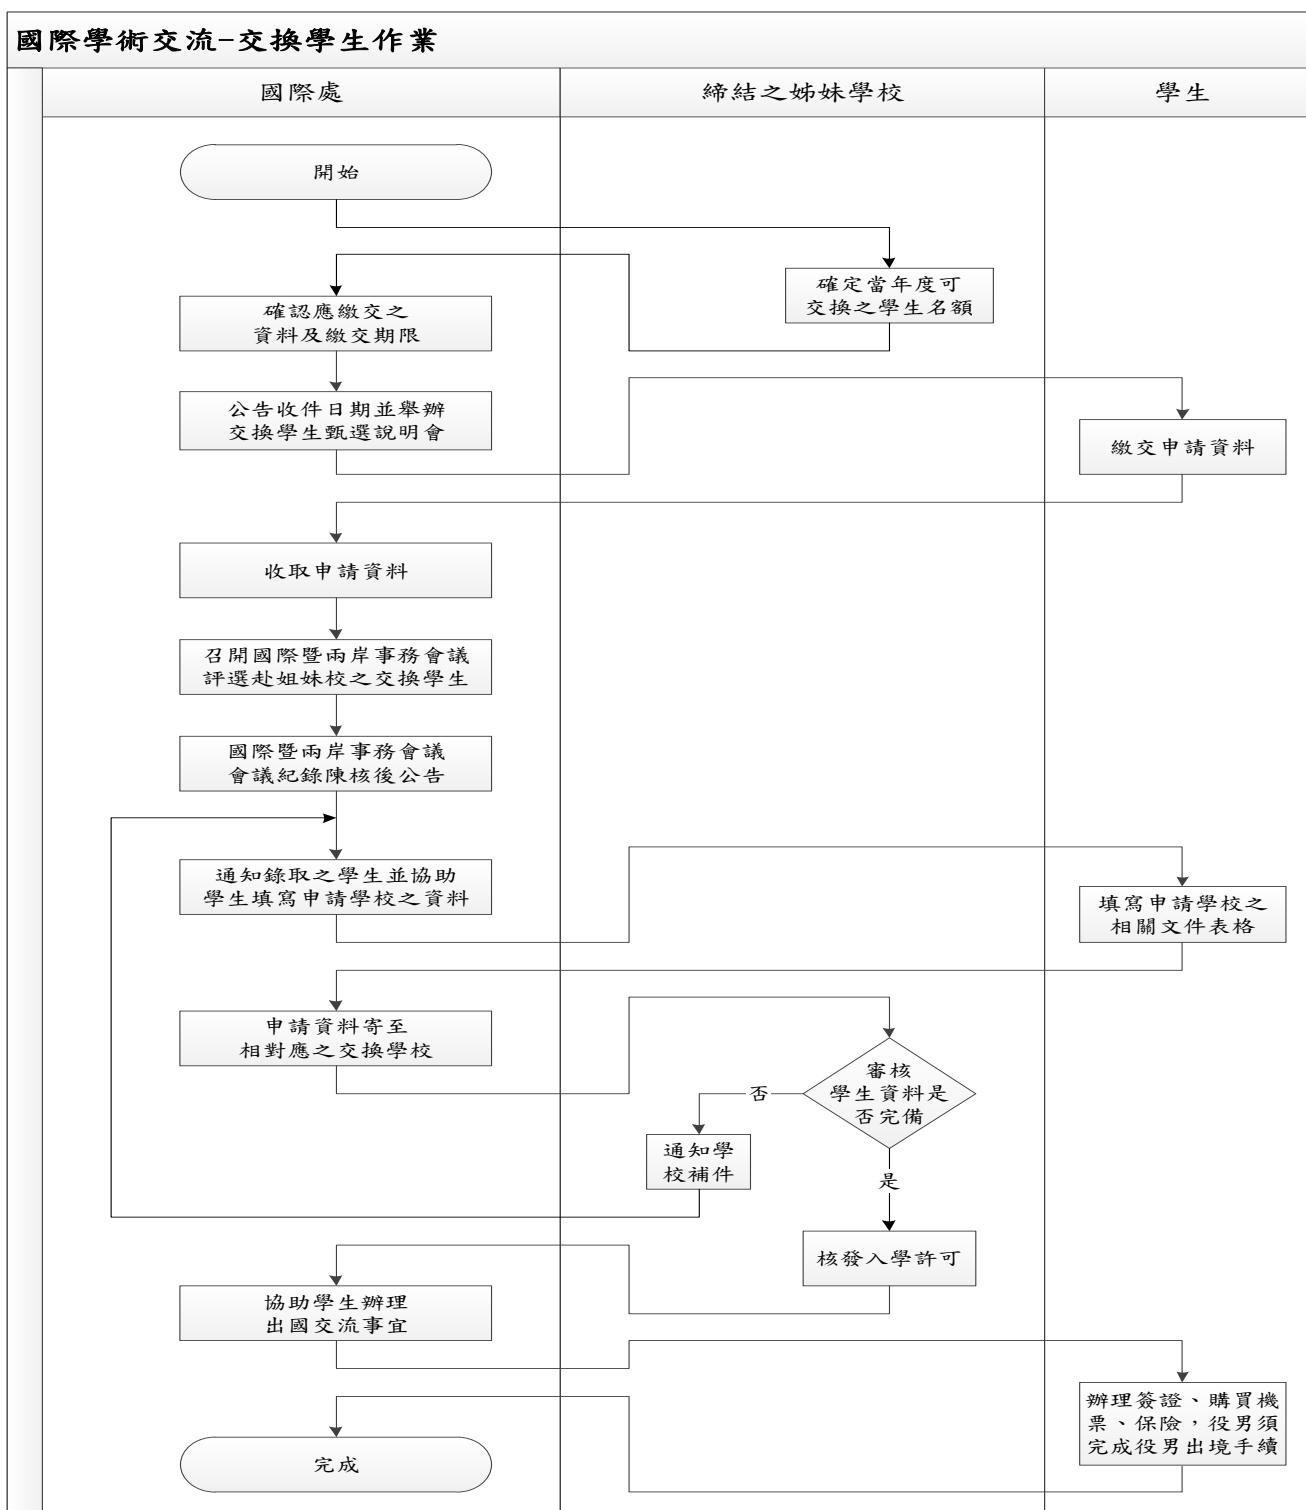 國際學術交流-交換學生作業
國際處
締結之姊妹學校
學生
開始
確定當年度可
交換之學生名額
確認應繳交之
資料及繳交期限
公告收件日期並舉辦
交換學生甄選說明會
繳交申請資料
收取申請資料
召開國際暨兩岸事務會議
評選赴姐妹校之交換學生
國際暨兩岸事務會議
會議紀錄陳核後公告
通知錄取之學生並協助
學生填寫申請學校之資料
填寫申請學校之
相關文件表格
申請資料寄至
相對應之交換學校
審核
學生資料是
否完備
否
通知學
校補件
是
核發入學許可
協助學生辦理
出國交流事宜
辦理簽證、購買機
票、保險，役男須
完成役男出境手續
完成